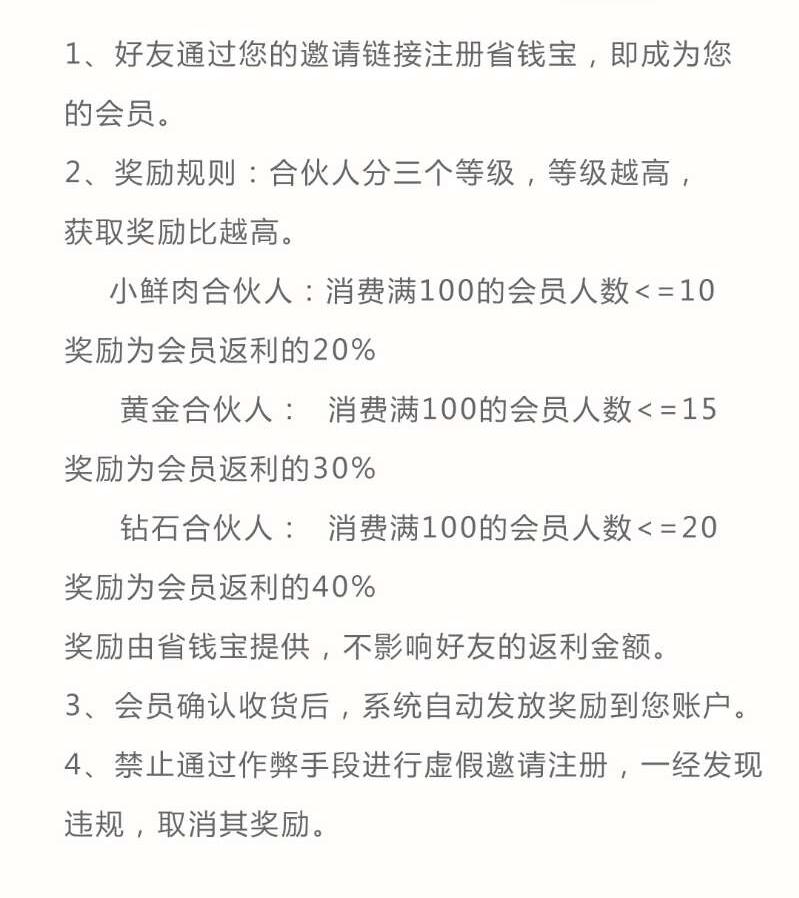 1、好友通过您的邀请链接注册省钱宝，即成为您
的会员。
2、奖励规则：合伙人分三个等级，等级越高，
获取奖励比越高。
小鲜肉合伙人：消费满100的会员人数<=10
奖励为会员返利的20%
黄金合伙人： 消费满100的会员人数<=15
奖励为会员返利的30%
钻石合伙人： 消费满100的会员人数<=20
奖励为会员返利的40%
奖励由省钱宝提供，不影响好友的返利金额。
3、会员确认收货后，系统自动发放奖励到您账户。
4、禁止通过作弊手段进行虚假邀请注册，一经发现
违规，取消其奖励。